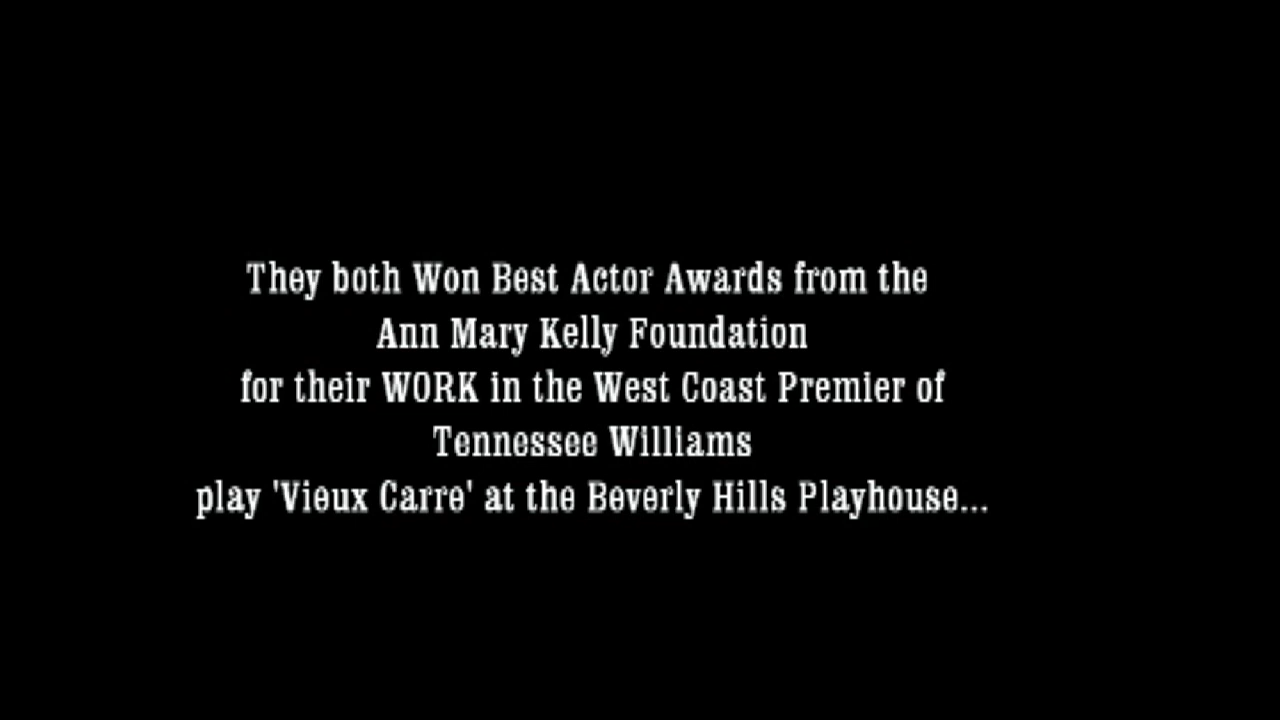 They both Won Best Actor Awards from the
Ann Mary Kelly Foundation
for their WORK in the West Coast Premier of
Tennessee Williams
play 'Vieux Carre' at the Beverly Hills Playhouse...